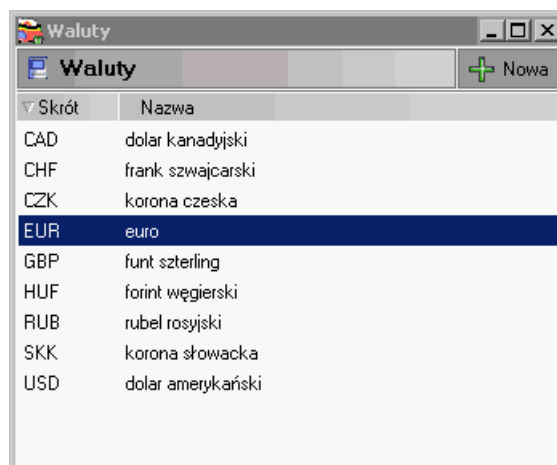 Waluty
Waluty Nowa
Skrót Nazwa
CAD dolar kanadyjski
CHF frank szwajcarski
CZK korona czeska
EUR euro
GBP funt szterling
HUF forint węgierski
RUB rubel rosyjski
SKK korona słowacka
USD dolar amerykański